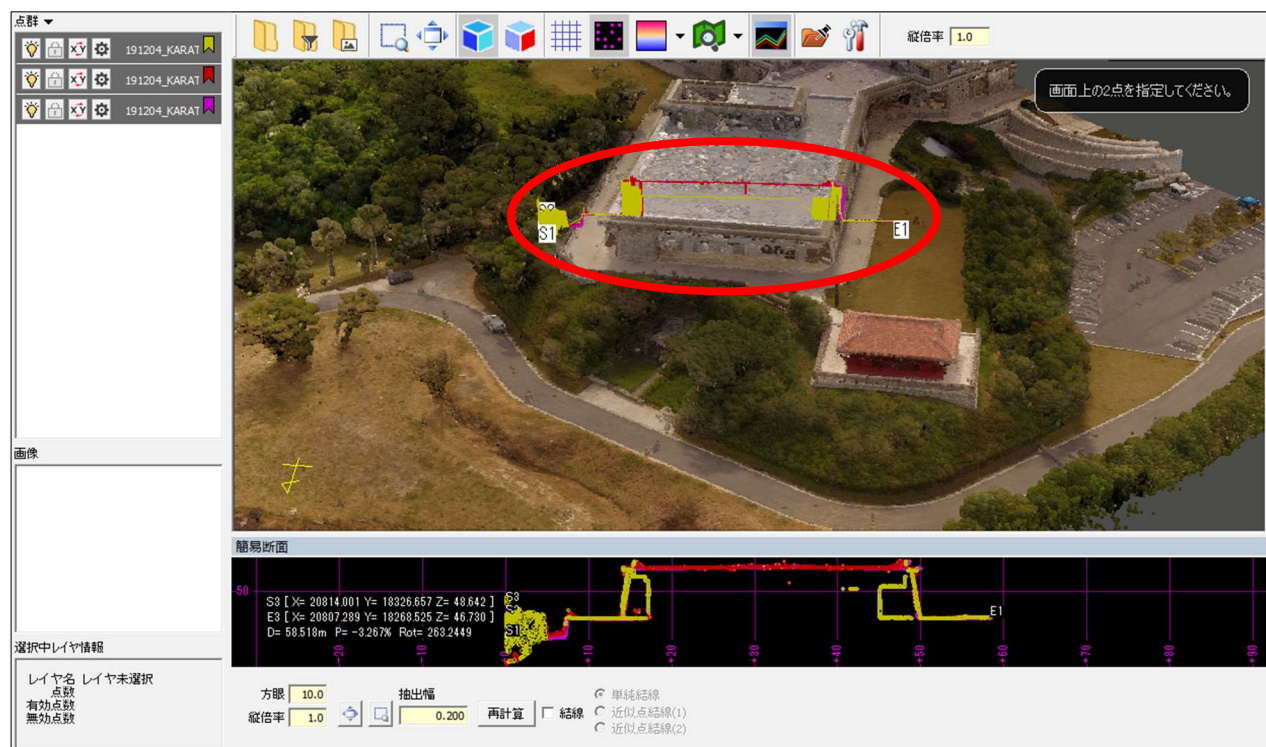 点群
191204_KARAT
191204_KARAT
191204_KARAT
縦倍率 1.0
画面上の2点を指定してください。
S1
E1
画像
選択中レイヤ情報
レイヤ名 レイヤ未選択
点数
有効点数
無効点数
簡易断面
50
S3 [ X= 20814.001 Y= 18326.657 Z= 48.642 ]
E3 [ X= 20807.289 Y= 18268.525 Z= 46.730 ]
D= 58.518m P= -3.267% Rot= 263.2449
S3
S1
E1
-20
-10
0
+10
+20
+30
+40
+50
+60
+70
+80
+90
方眼 10.0
縦倍率 1.0
抽出幅
0.200
再計算
結線
単純結線
近似点結線(1)
近似点結線(2)